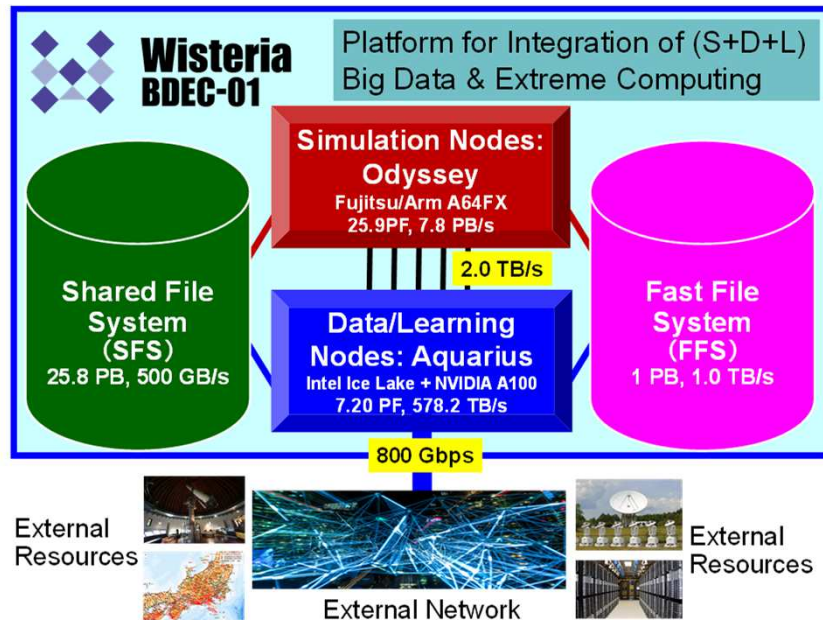 Wisteria
BDEC-01
Platform for Integration of (S+D+L)
Big Data & Extreme Computing
Simulation Nodes:
Odyssey
Fujitsu/Arm A64FX
25.9PF, 7.8 PB/s
2.0 TB/s
Shared File
System
(SFS)
25.8 PB, 500 GB/s
Data/Learning
Nodes: Aquarius
Intel Ice Lake + NVIDIA A100
7.20 PF, 578.2 TB/s
Fast File
System
(FFS)
1 PB, 1.0 TB/s
800 Gbps
External
Resources
External Network
External
Resources